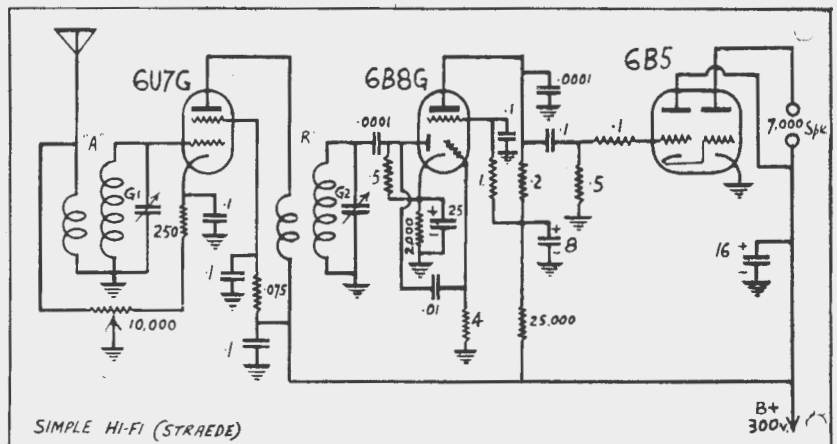 6U7G
6B8G
6B5
"A"
R
G1
G2
250
.1
.1
.075
.1
10,000
.0001
.5
2,000
25
.01
4
.1
1.
.2
.0001
8
25,000
.1
.5
.1
7,000 Spk.
16
B+
300v.
SIMPLE HI-FI (STRAEDE)